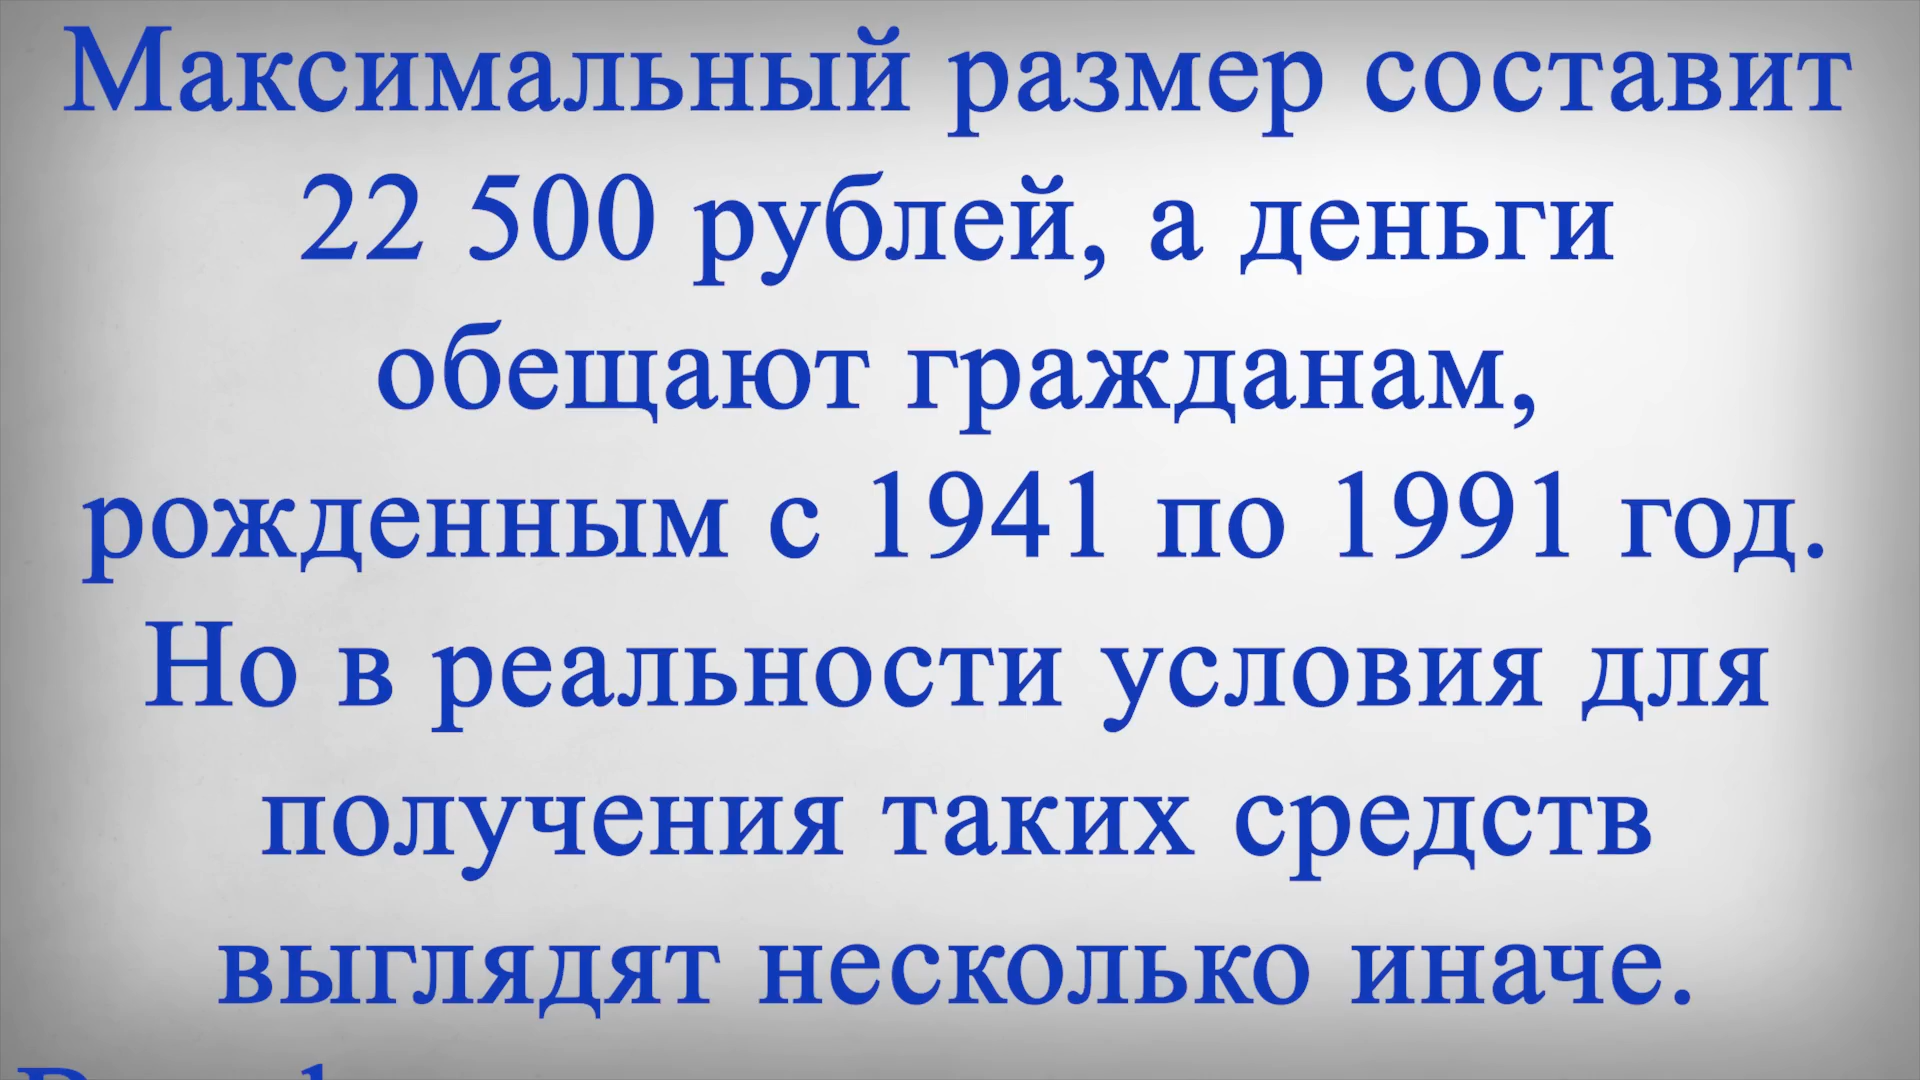 Максимальный размер составит
22 500 рублей, а деньги
обещают гражданам,
рожденным с 1941 по 1991 год.
Но в реальности условия для
получения таких средств
выглядят несколько иначе.